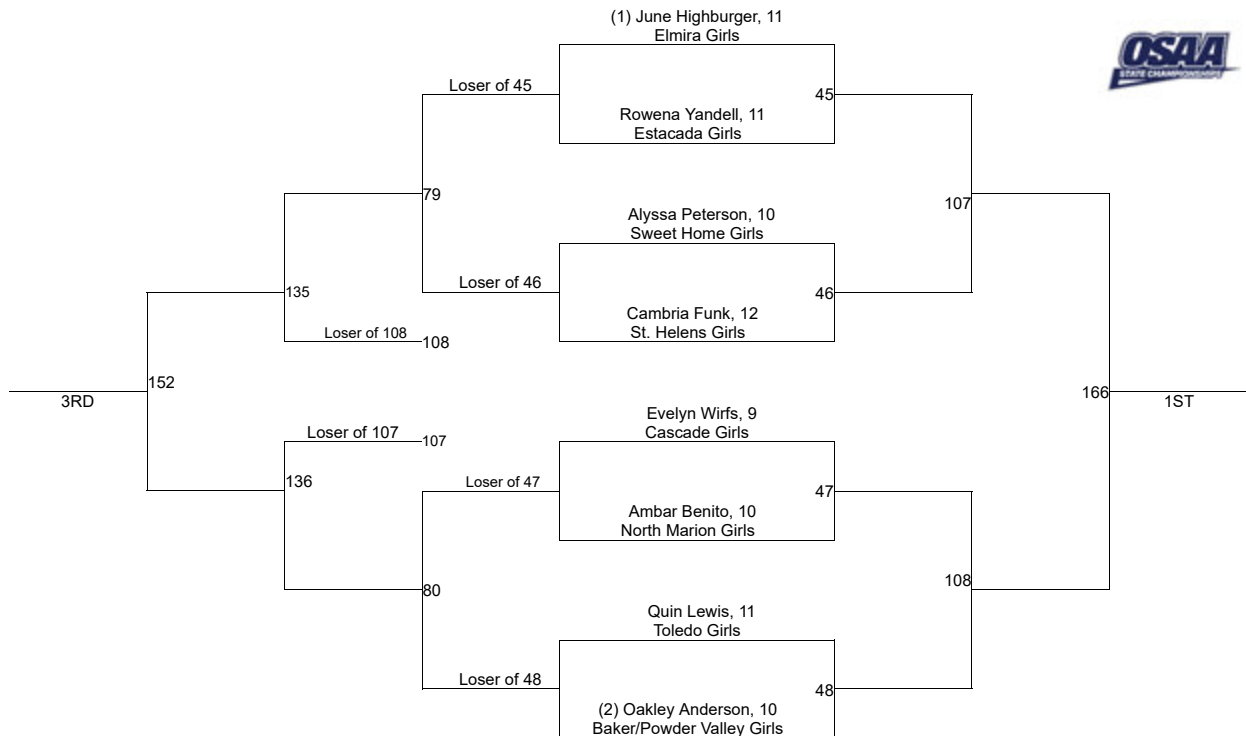 (1) June Highburger, 11
Elmira Girls
OSAA
STATE CHAMPIONSHIPS
Loser of 45
45
Rowena Yandell, 11
Estacada Girls
79
107
Alyssa Peterson, 10
Sweet Home Girls
Loser of 46
46
135
Cambria Funk, 12
St. Helens Girls
Loser of 108
108
152
3RD
166
1ST
Evelyn Wirfs, 9
Cascade Girls
Loser of 107
107
136
Loser of 47
47
Ambar Benito, 10
North Marion Girls
80
108
Quin Lewis, 11
Toledo Girls
Loser of 48
48
(2) Oakley Anderson, 10
Baker/Powder Valley Girls